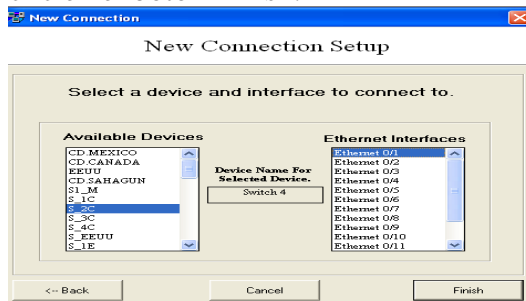 New Connection
New Connection Setup
Select a device and interface to connect to.
Available Devices
CD.MEXICO
CD.CANADA
EEUU
CD.SAHAGUN
S1_M
S_1C
S_2C
S_3C
S_4C
S_EEUU
S_1E
Device Name For
Selected Device.
Switch 4
Ethernet Interfaces
Ethernet 0/1
Ethernet 0/2
Ethernet 0/3
Ethernet 0/4
Ethernet 0/5
Ethernet 0/6
Ethernet 0/7
Ethernet 0/8
Ethernet 0/9
Ethernet 0/10
Ethernet 0/11
<-- Back
Cancel
Finish